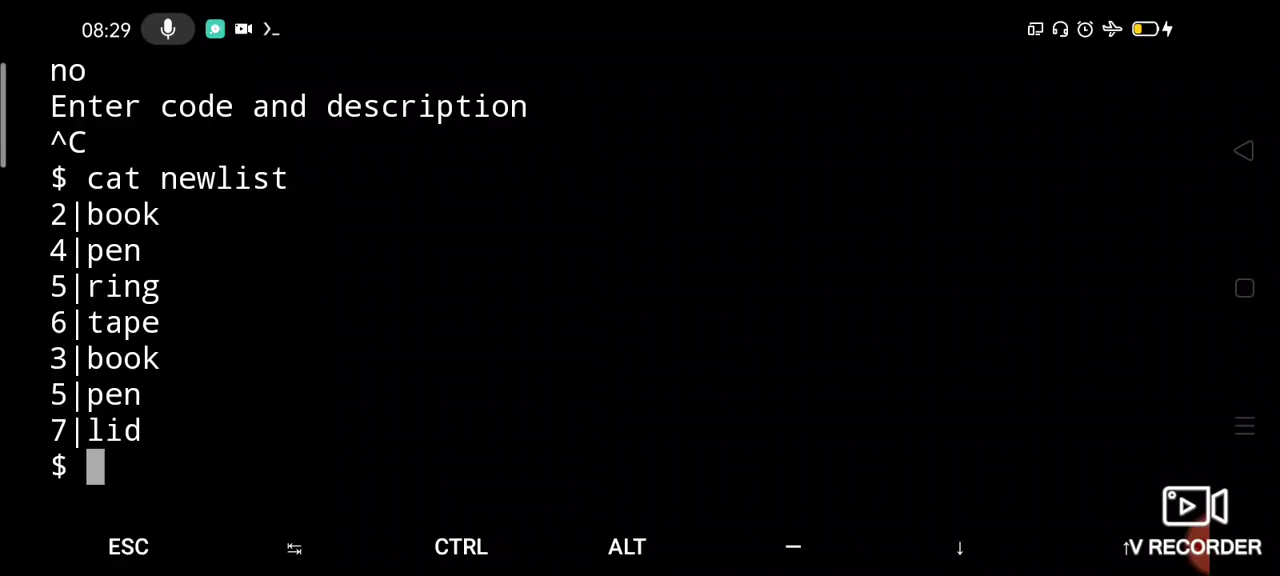 08:29
no
Enter code and description
^C
$ cat newlist
2|book
4|pen
5|ring
6|tape
3|book
5|pen
7|lid
$
ESC ↹ CTRL ALT – ↓ ↑
V RECORDER